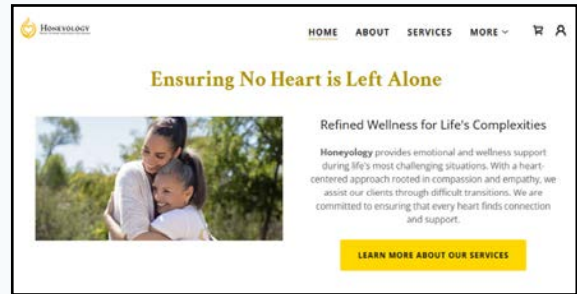 HONEYOLOGY
HOME ABOUT SERVICES MORE
Ensuring No Heart is Left Alone
Refined Wellness for Life's Complexities
Honeyology provides emotional and wellness support
during life's most challenging situations. With a heart-
centered approach rooted in compassion and empathy, we
assist our clients through difficult transitions. We are
committed to ensuring that every heart finds connection
and support.
LEARN MORE ABOUT OUR SERVICES